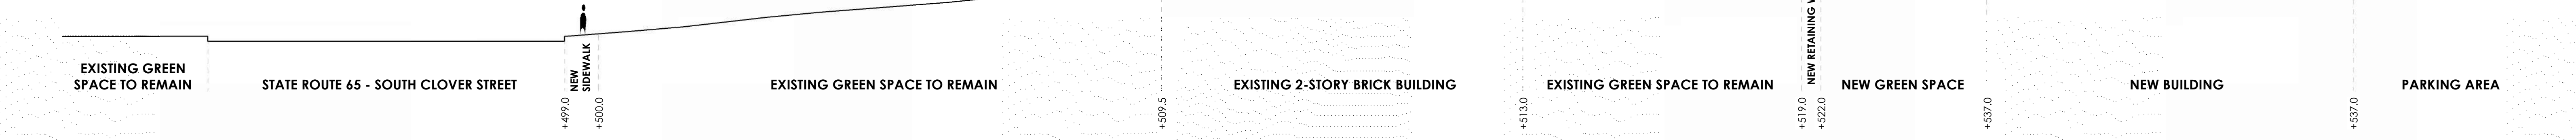 EXISTING GREEN
SPACE TO REMAIN
STATE ROUTE 65 - SOUTH CLOVER STREET
NEW
SIDEWALK
EXISTING GREEN SPACE TO REMAIN
EXISTING 2-STORY BRICK BUILDING
EXISTING GREEN SPACE TO REMAIN
NEW RETAINING
NEW GREEN SPACE
NEW BUILDING
PARKING AREA
+499.0
+500.0
+509.5
+513.0
+519.0
+522.0
+537.0
+537.0